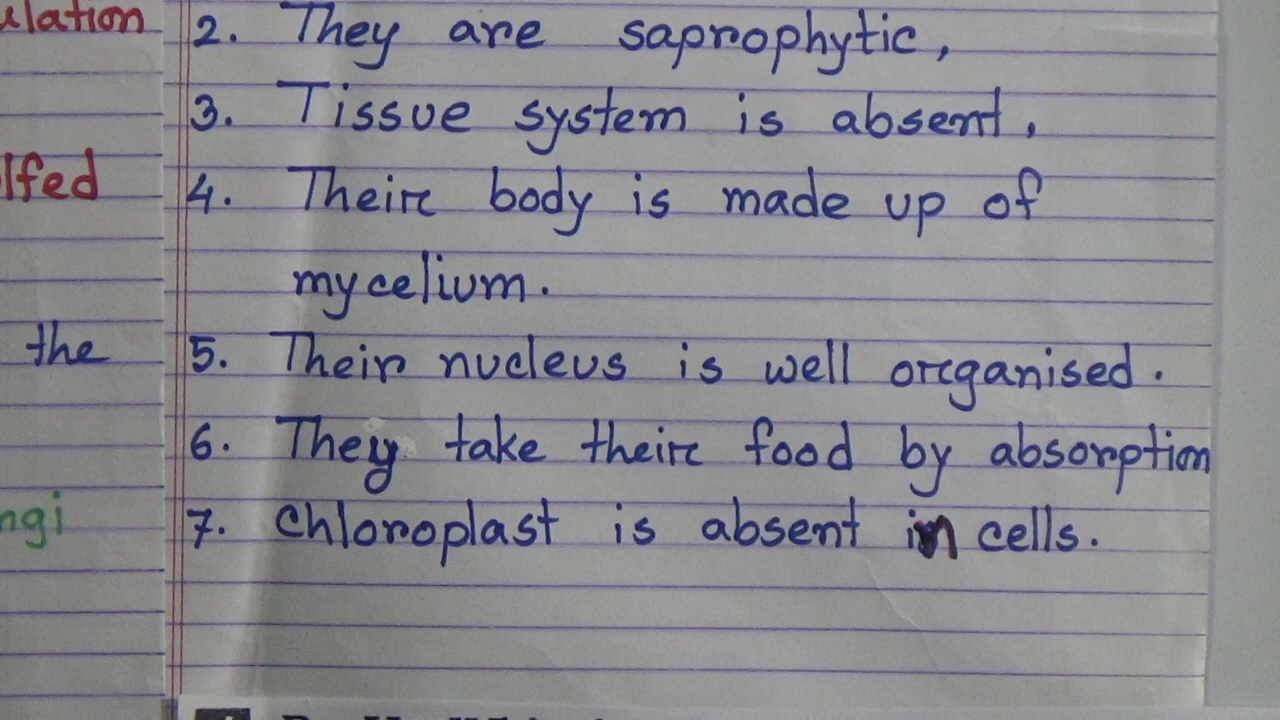 ulation
2. They are saprophytic,
3. Tissue system is absent.
lfed
4. Their body is made up of
mycelium.
the
5. Their nucleus is well organised.
6. They take their food by absorption
ngi
7. Chloroplast is absent in cells.